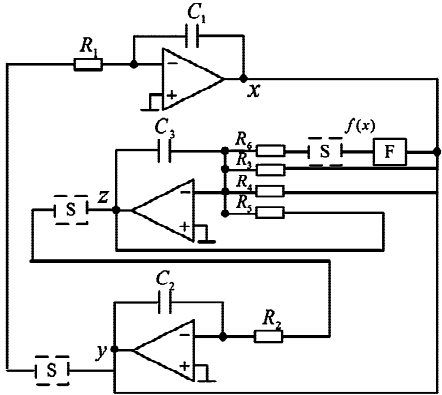 C1
R1
−
+
x
C3
R6
S
f(x)
F
R3
S
z
−
R4
R5
+
C2
−
R2
y
+
S